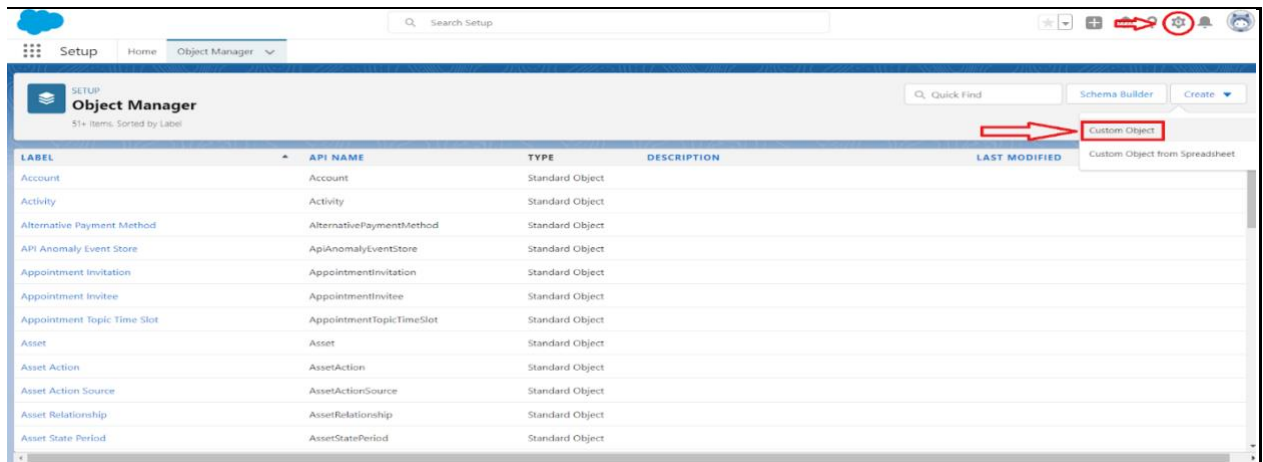 Search Setup
Setup Home Object Manager
SETUP
Object Manager
51+ Items. Sorted by Label
Quick Find
Schema Builder
Create
Custom Object
Custom Object from Spreadsheet
LABEL API NAME TYPE DESCRIPTION LAST MODIFIED
Account Account Standard Object
Activity Activity Standard Object
Alternative Payment Method AlternativePaymentMethod Standard Object
API Anomaly Event Store ApiAnomalyEventStore Standard Object
Appointment Invitation AppointmentInvitation Standard Object
Appointment Invitee AppointmentInvitee Standard Object
Appointment Topic Time Slot AppointmentTopicTimeSlot Standard Object
Asset Asset Standard Object
Asset Action AssetAction Standard Object
Asset Action Source AssetActionSource Standard Object
Asset Relationship AssetRelationship Standard Object
Asset State Period AssetStatePeriod Standard Object